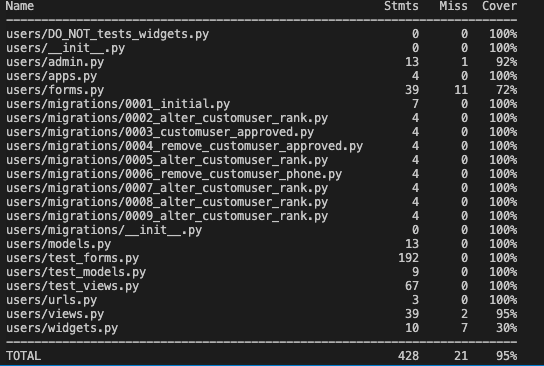 Name Stmts Miss Cover
users/DO_NOT_tests_widgets.py 0 0 100%
users/__init__.py 0 0 100%
users/admin.py 13 1 92%
users/apps.py 4 0 100%
users/forms.py 39 11 72%
users/migrations/0001_initial.py 7 0 100%
users/migrations/0002_alter_customuser_rank.py 4 0 100%
users/migrations/0003_customuser_approved.py 4 0 100%
users/migrations/0004_remove_customuser_approved.py 4 0 100%
users/migrations/0005_alter_customuser_rank.py 4 0 100%
users/migrations/0006_remove_customuser_phone.py 4 0 100%
users/migrations/0007_alter_customuser_rank.py 4 0 100%
users/migrations/0008_alter_customuser_rank.py 4 0 100%
users/migrations/0009_alter_customuser_rank.py 4 0 100%
users/migrations/__init__.py 0 0 100%
users/models.py 13 0 100%
users/test_forms.py 192 0 100%
users/test_models.py 9 0 100%
users/test_views.py 67 0 100%
users/urls.py 3 0 100%
users/views.py 39 2 95%
users/widgets.py 10 7 30%
TOTAL 428 21 95%